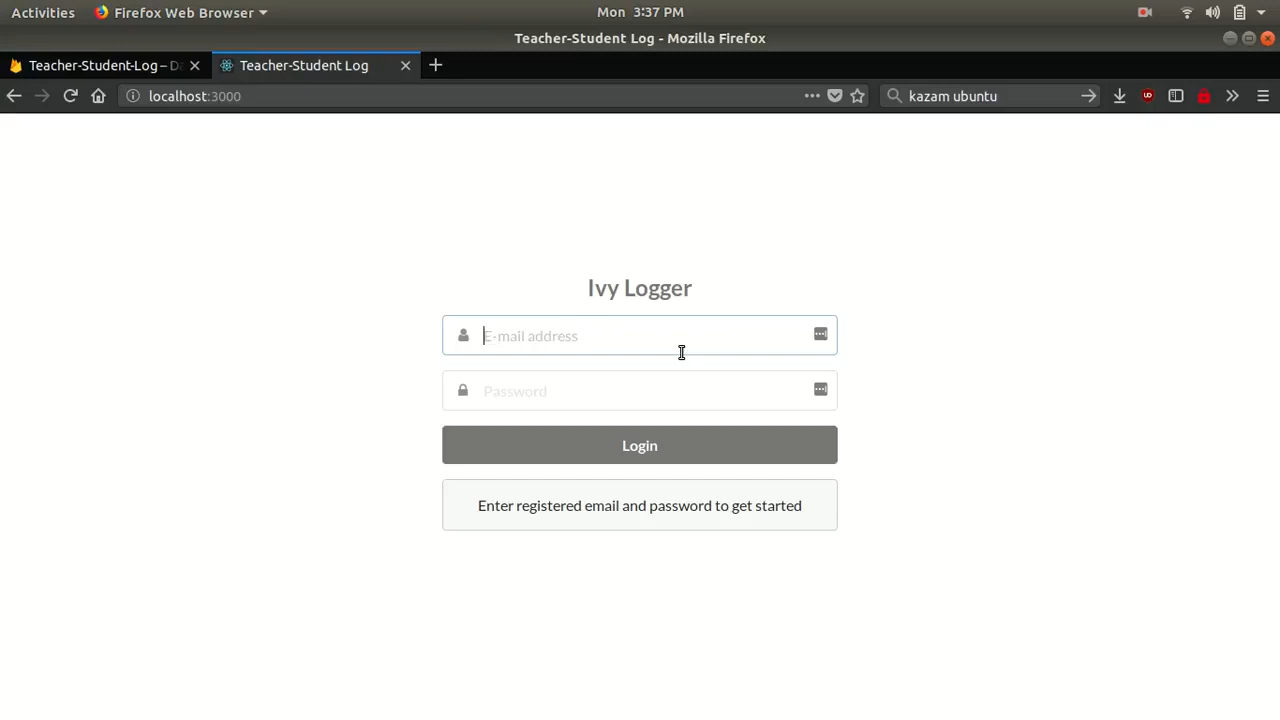 Activities Firefox Web Browser Mon 3:37 PM
Teacher-Student Log - Mozilla Firefox
Teacher-Student-Log – D Teacher-Student Log
localhost:3000 kazam ubuntu
Ivy Logger
E-mail address
Password
Login
Enter registered email and password to get started